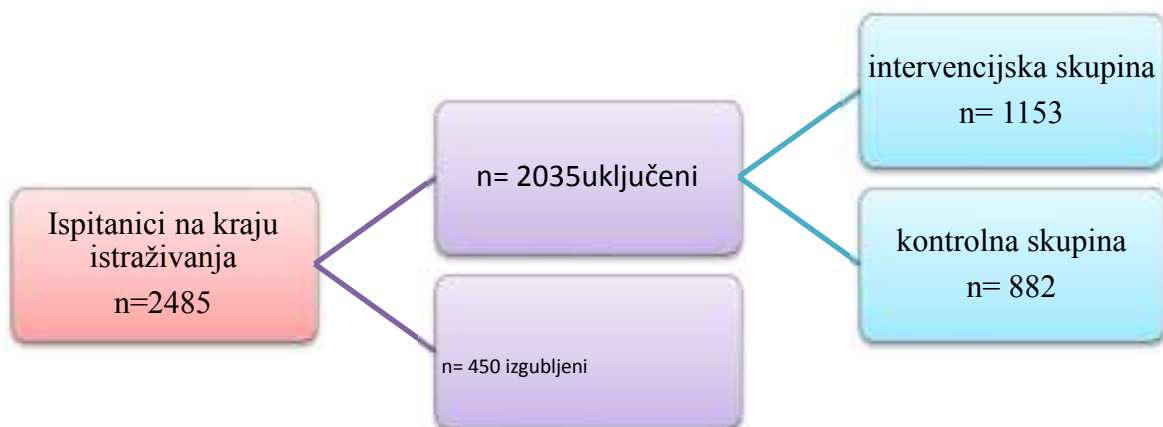 Ispitanici na kraju
istraživanja
n=2485
n= 2035uključeni
n= 450 izgubljeni
intervencijska skupina
n= 1153
kontrolna skupina
n= 882